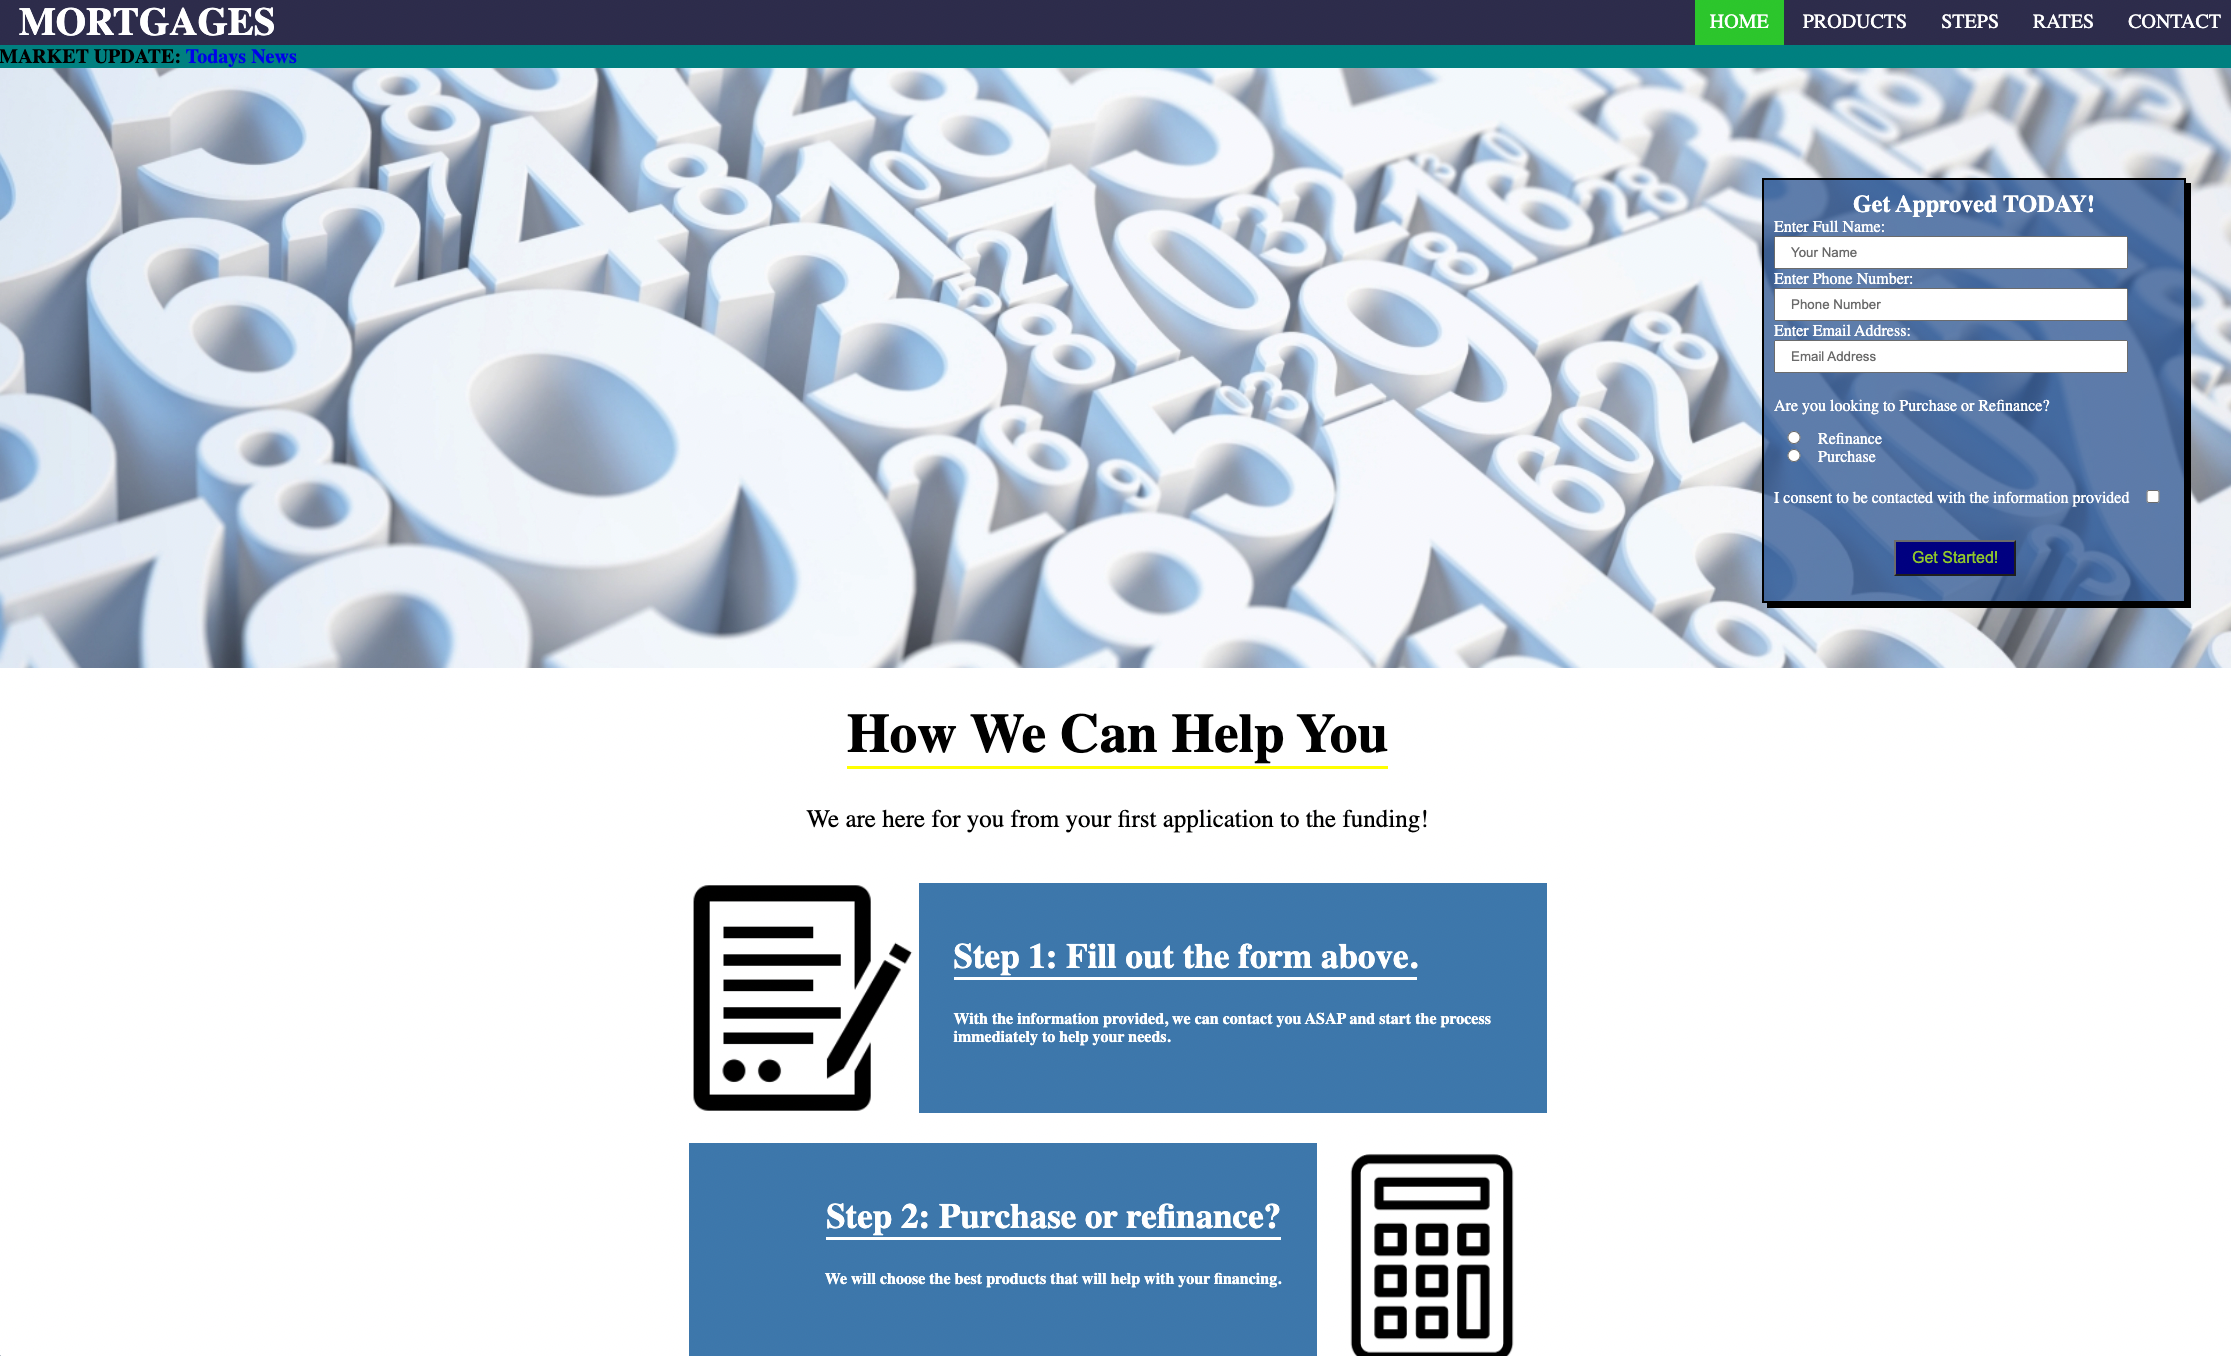 MORTGAGES
HOME PRODUCTS STEPS RATES CONTACT
MARKET UPDATE: Todays News
Get Approved TODAY!
Enter Full Name:
Your Name
Enter Phone Number:
Phone Number
Enter Email Address:
Email Address
Are you looking to Purchase or Refinance?
Refinance
Purchase
I consent to be contacted with the information provided
Get Started!
How We Can Help You
We are here for you from your first application to the funding!
Step 1: Fill out the form above.
With the information provided, we can contact you ASAP and start the process
immediately to help your needs.
Step 2: Purchase or refinance?
We will choose the best products that will help with your financing.